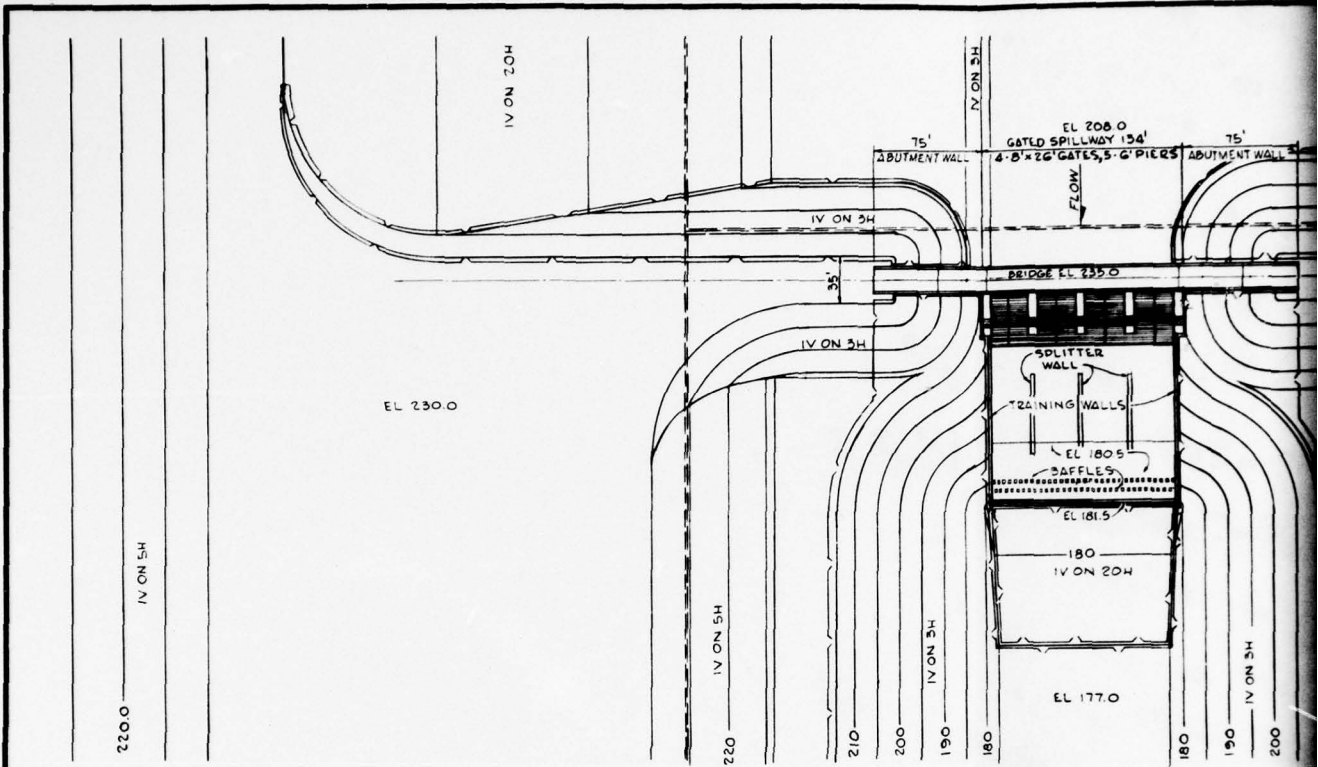 1V ON 20H
1V ON 3H
EL 208.0
75'
GATED SPILLWAY 134'
75'
ABUTMENT WALL
4-8'x26' GATES, 5-6' PIERS
ABUTMENT WALL
FLOW
1V ON 3H
BRIDGE EL 235.0
35'
1V ON 3H
SPLITTER
WALL
EL 230.0
TRAINING WALLS
EL 180.5
BAFFLES
EL 181.5
180
1V ON 20H
1V ON 5H
1V ON 5H
1V ON 3H
1V ON 3H
EL 177.0
220.0
220
210
200
190
180
180
190
200